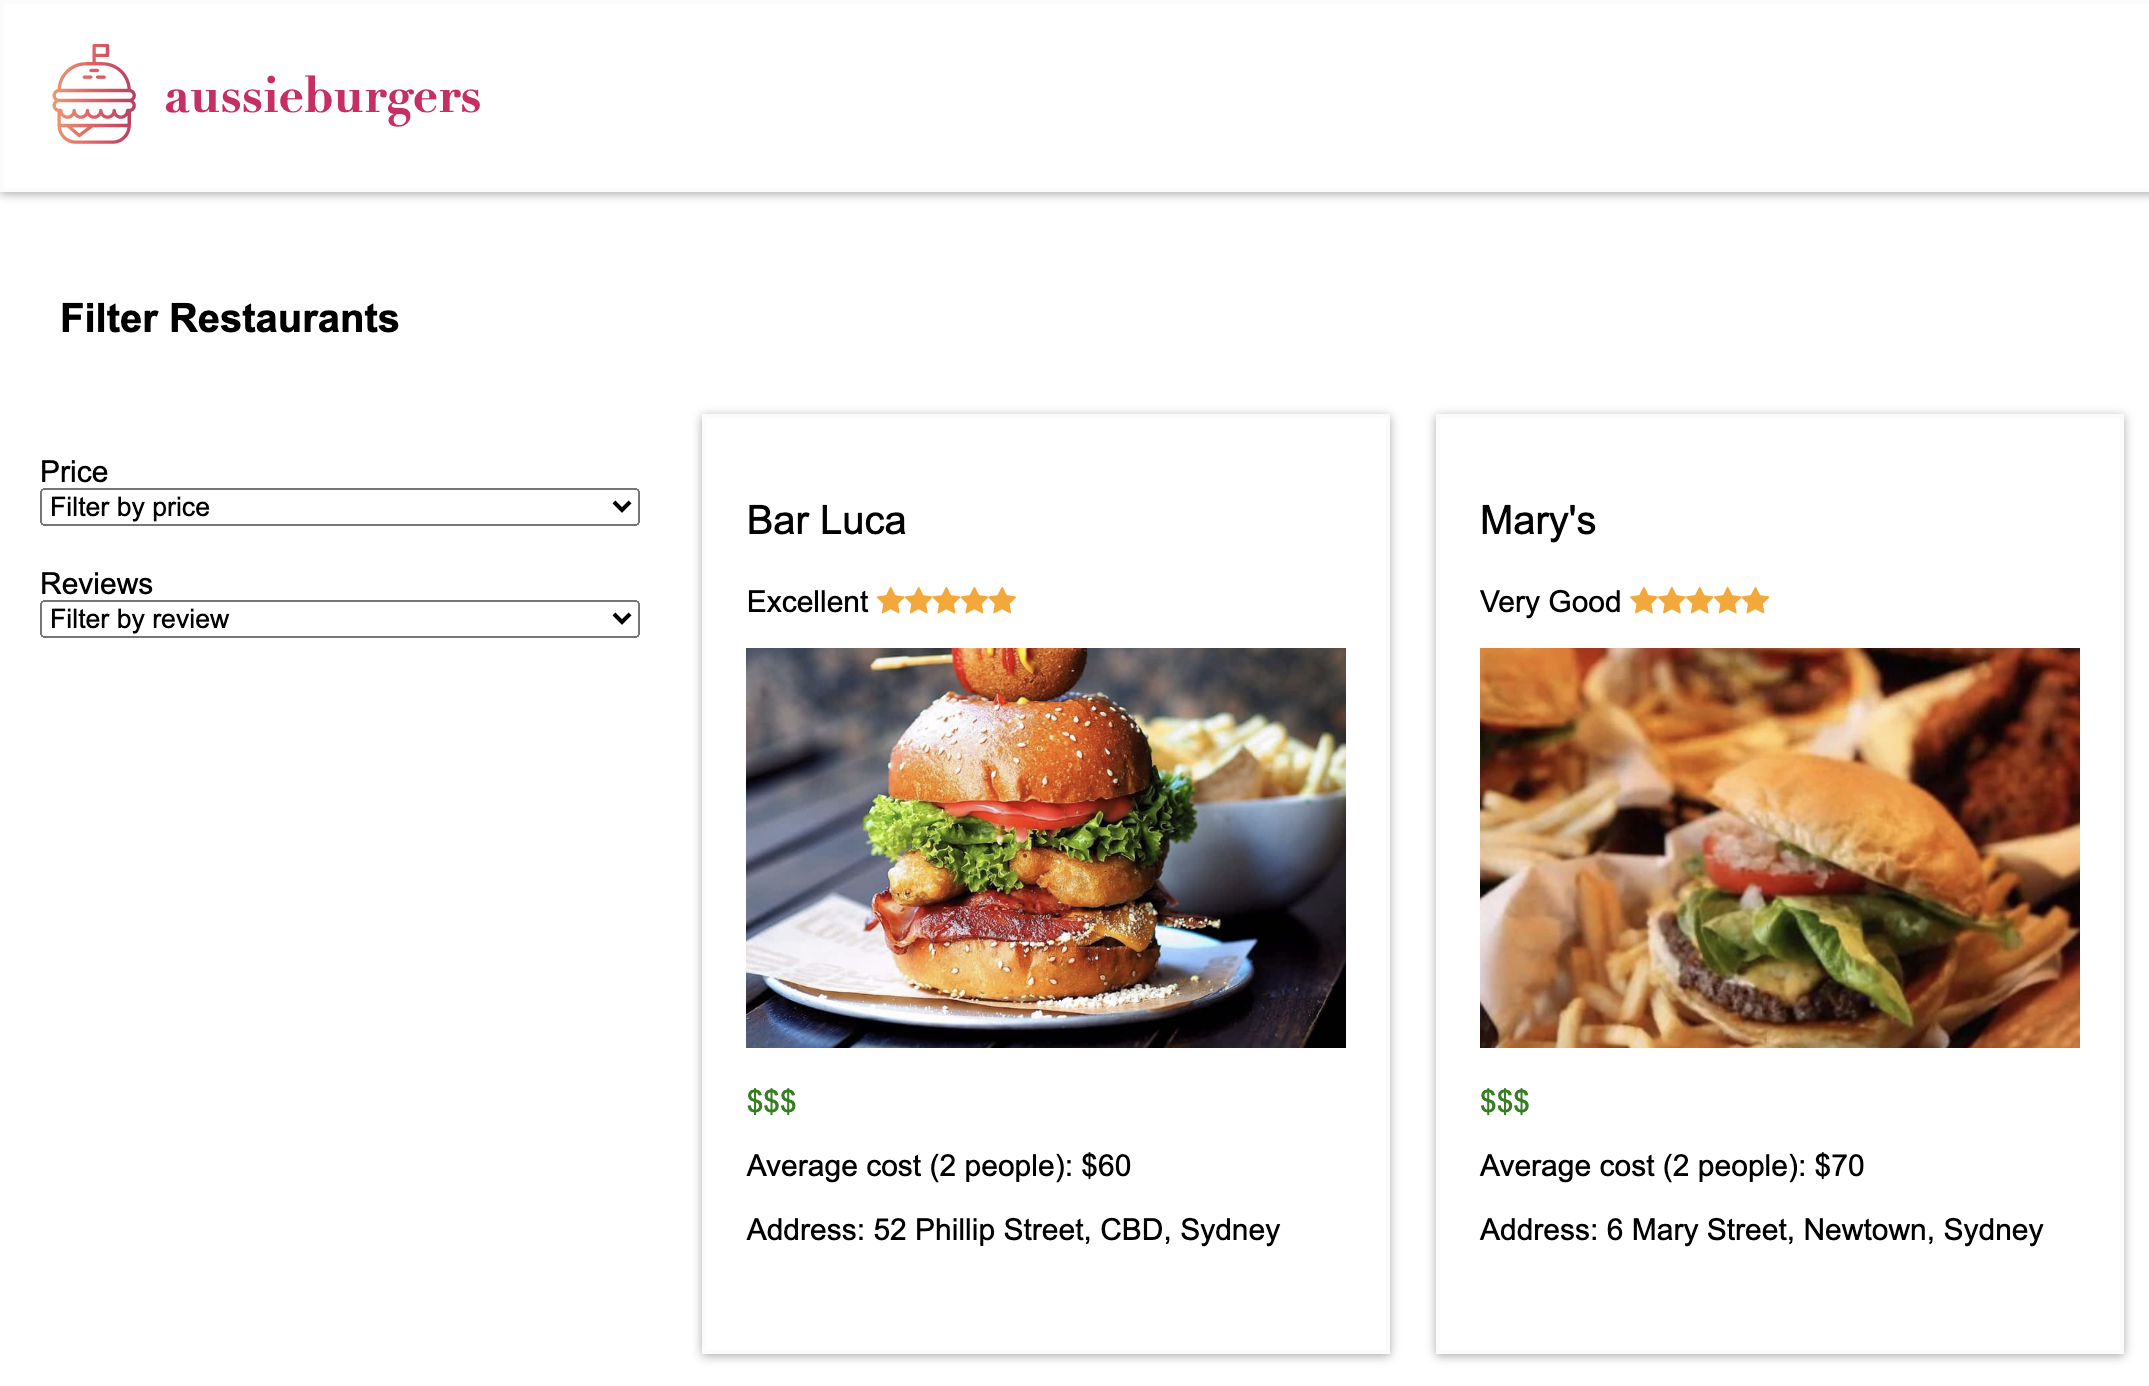 aussieburgers
Filter Restaurants
Price
Filter by price
Reviews
Filter by review
Bar Luca
Excellent ★★★★★
$$$
Average cost (2 people): $60
Address: 52 Phillip Street, CBD, Sydney
Mary's
Very Good ★★★★★
$$$
Average cost (2 people): $70
Address: 6 Mary Street, Newtown, Sydney